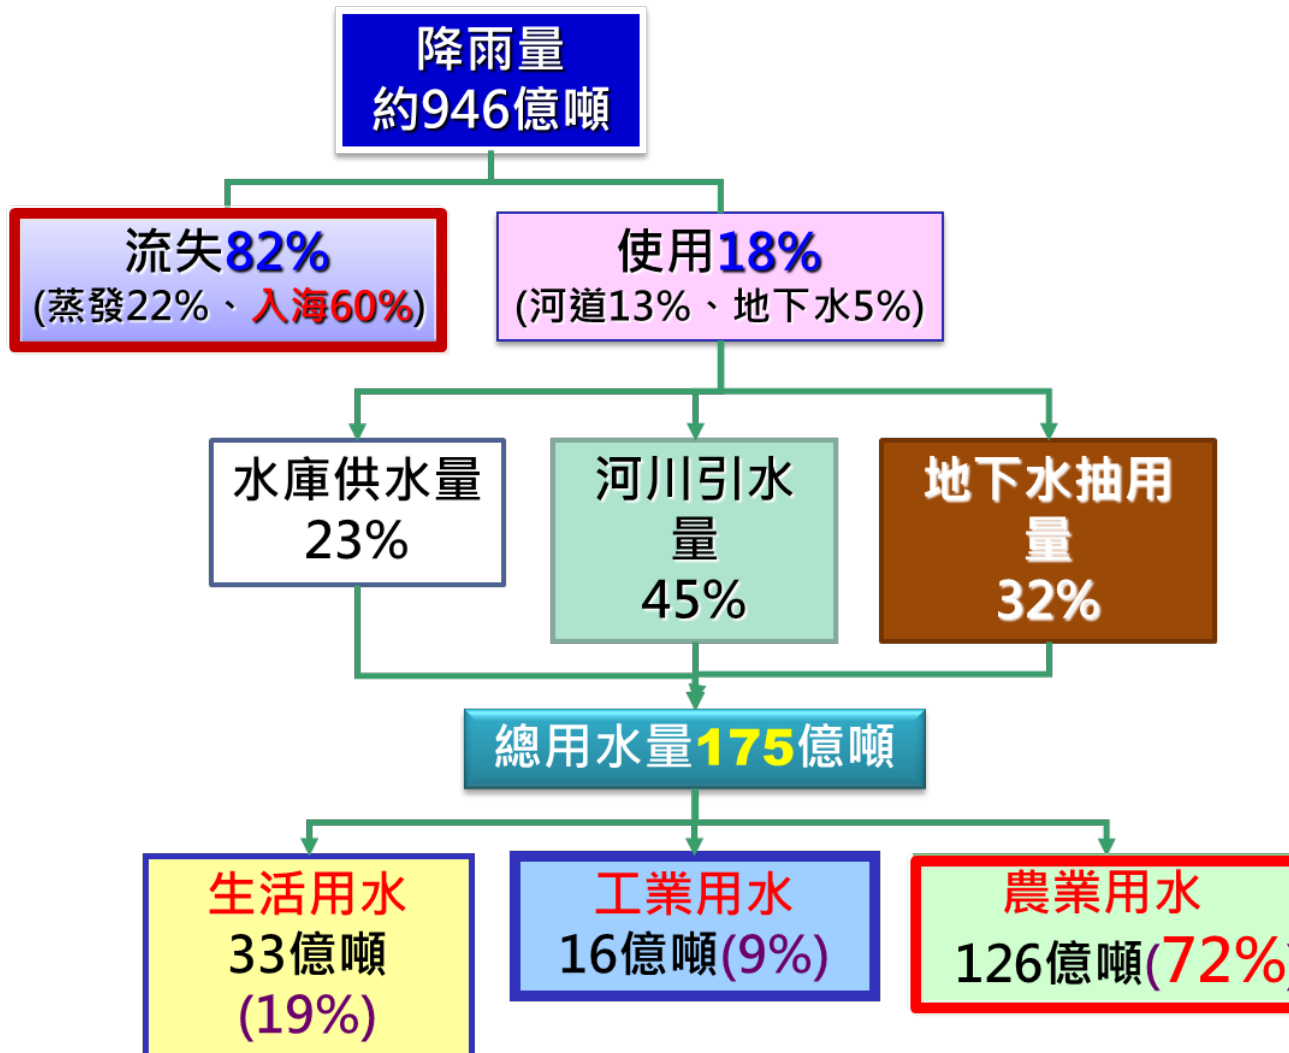 降雨量
約946億噸
流失82%
(蒸發22%、入海60%)
使用18%
(河道13%、地下水5%)
水庫供水量
23%
河川引水
量
45%
地下水抽用
量
32%
總用水量175億噸
生活用水
33億噸
(19%)
工業用水
16億噸(9%)
農業用水
126億噸(72%)